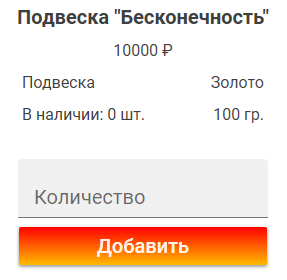 Подвеска "Бесконечность"
10000 ₽
Подвеска Золото
В наличии: 0 шт. 100 гр.
Количество
Добавить